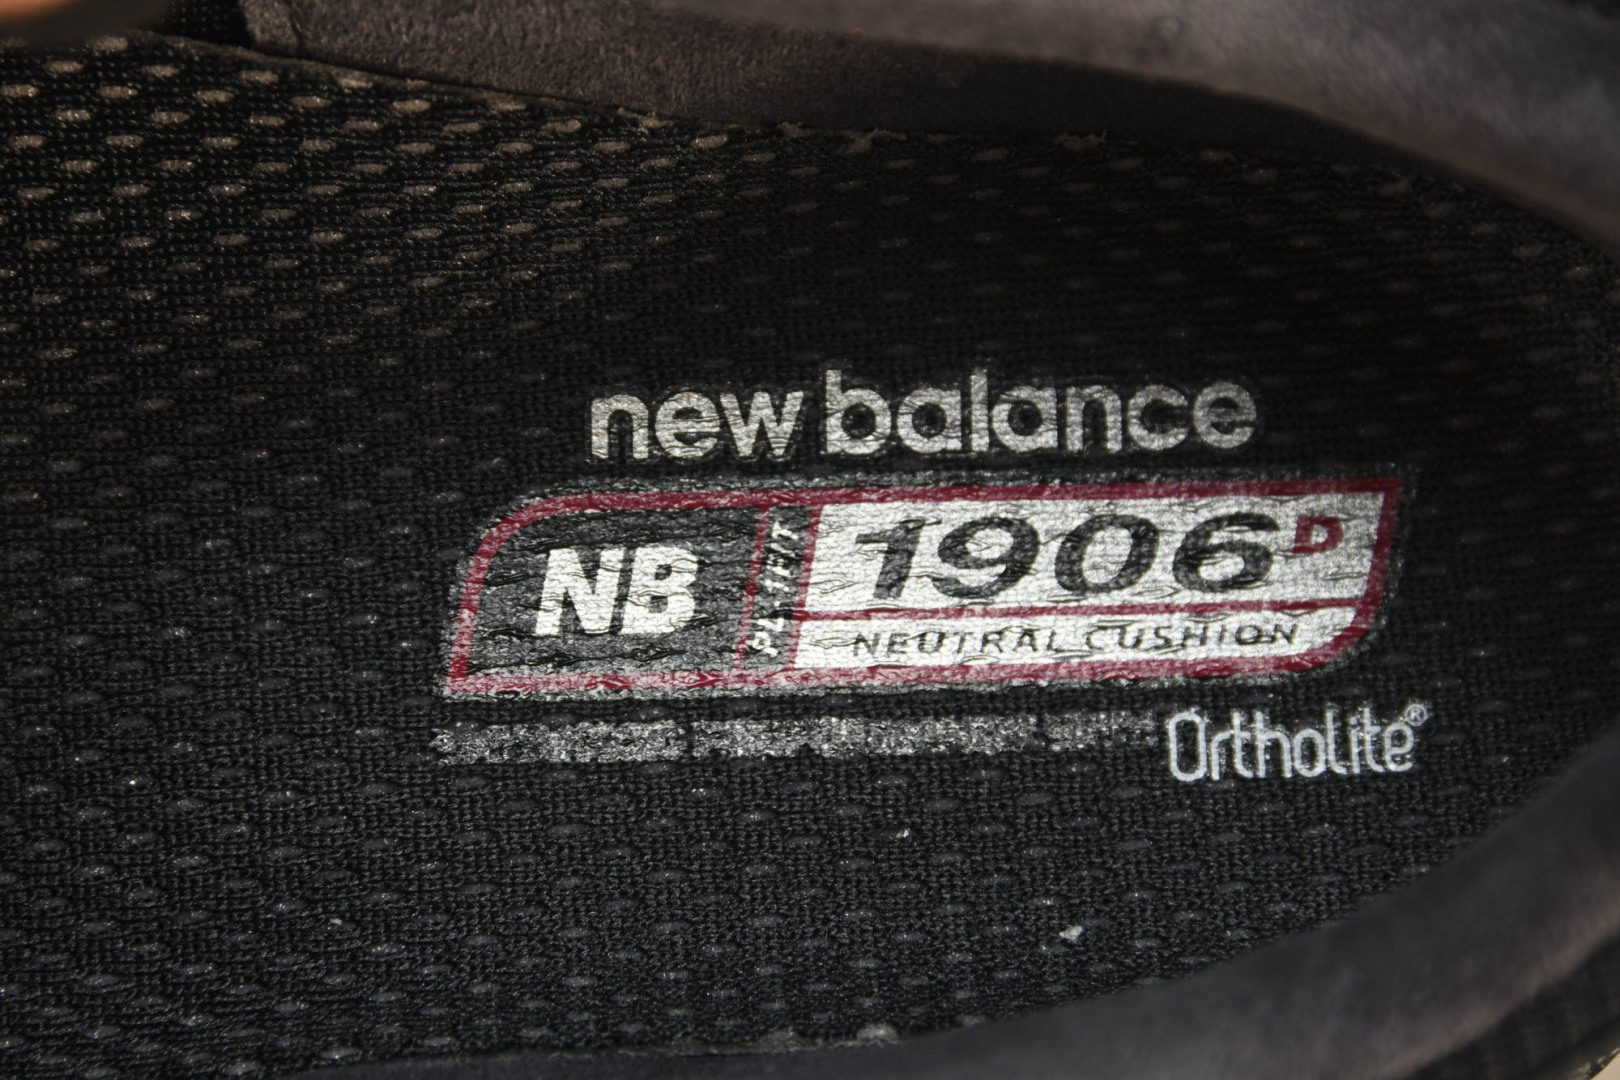 new balance
NB
1906 D
NEUTRAL CUSHION
OrthoLite®